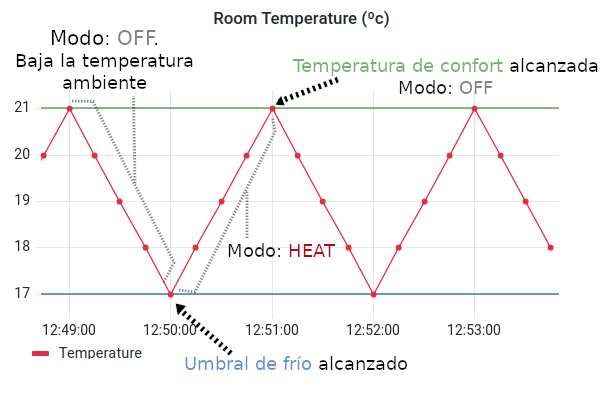 Room Temperature (ºc)
Modo: OFF.
Baja la temperatura
ambiente
Temperatura de confort alcanzada
Modo: OFF
21
20
19
18
17
Modo: HEAT
12:49:00
12:50:00
12:51:00
12:52:00
12:53:00
Temperature
Umbral de frío alcanzado